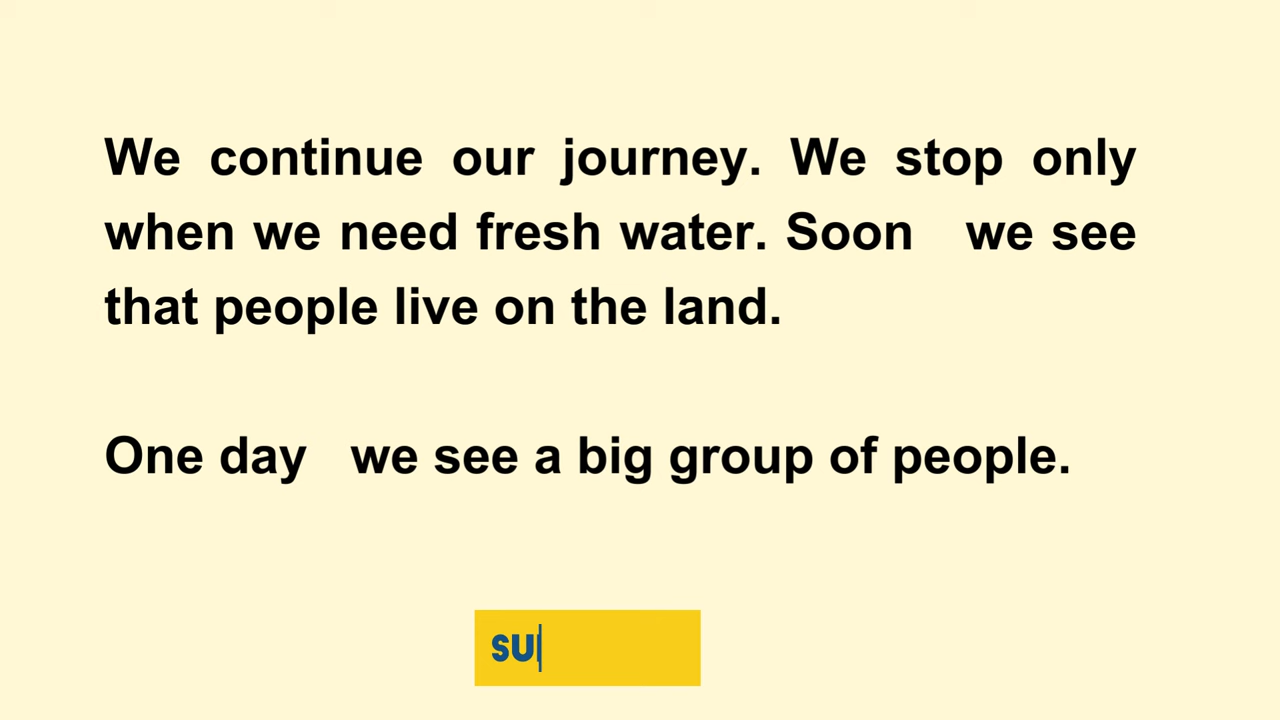 We continue our journey. We stop only
when we need fresh water. Soon we see
that people live on the land.
One day we see a big group of people.
SU